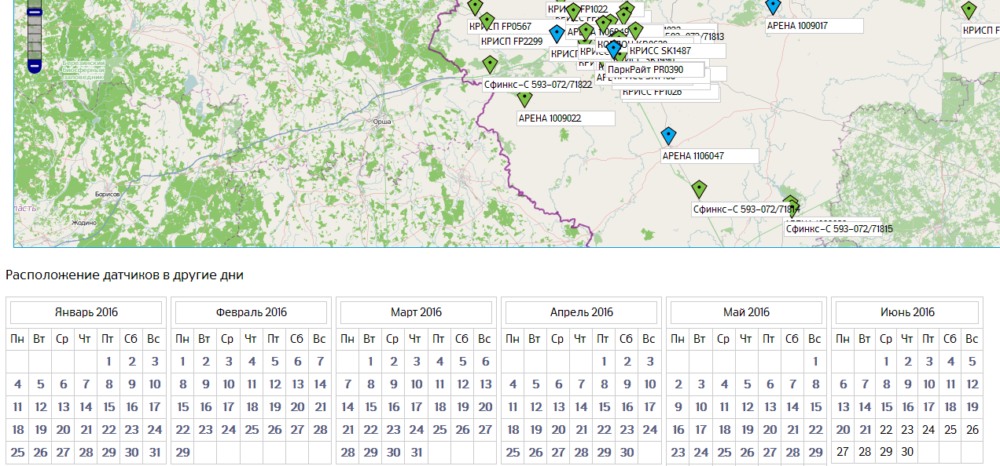 КРИСП FP1022
КРИСП FP0567
КРИСП FP2299
АРЕНА 1009017
КРИСС SK1487
ПаркРайт PR0390
КРИСС FP1026
Березинский
биосферный
заповедник
Сфинкс-С 593-072/71822
АРЕНА 1009022
Орша
АРЕНА 1106047
Борисов
Жодино
Сфинкс-С 593-072/71814
Сфинкс-С 593-072/71815
Расположение датчиков в другие дни
Январь 2016 Февраль 2016 Март 2016 Апрель 2016 Май 2016 Июнь 2016
Пн Вт Ср Чт Пт Сб Вс Пн Вт Ср Чт Пт Сб Вс Пн Вт Ср Чт Пт Сб Вс Пн Вт Ср Чт Пт Сб Вс Пн Вт Ср Чт Пт Сб Вс Пн Вт Ср Чт Пт Сб Вс
1 2 3 1 2 3 4 5 6 7 1 2 3 4 5 6 1 2 3 1 1 2 3 4 5
4 5 6 7 8 9 10 8 9 10 11 12 13 14 7 8 9 10 11 12 13 4 5 6 7 8 9 10 2 3 4 5 6 7 8 6 7 8 9 10 11 12
11 12 13 14 15 16 17 15 16 17 18 19 20 21 14 15 16 17 18 19 20 11 12 13 14 15 16 17 9 10 11 12 13 14 15 13 14 15 16 17 18 19
18 19 20 21 22 23 24 22 23 24 25 26 27 28 21 22 23 24 25 26 27 18 19 20 21 22 23 24 16 17 18 19 20 21 22 20 21 22 23 24 25 26
25 26 27 28 29 30 31 29 28 29 30 31 25 26 27 28 29 30 23 24 25 26 27 28 29 27 28 29 30